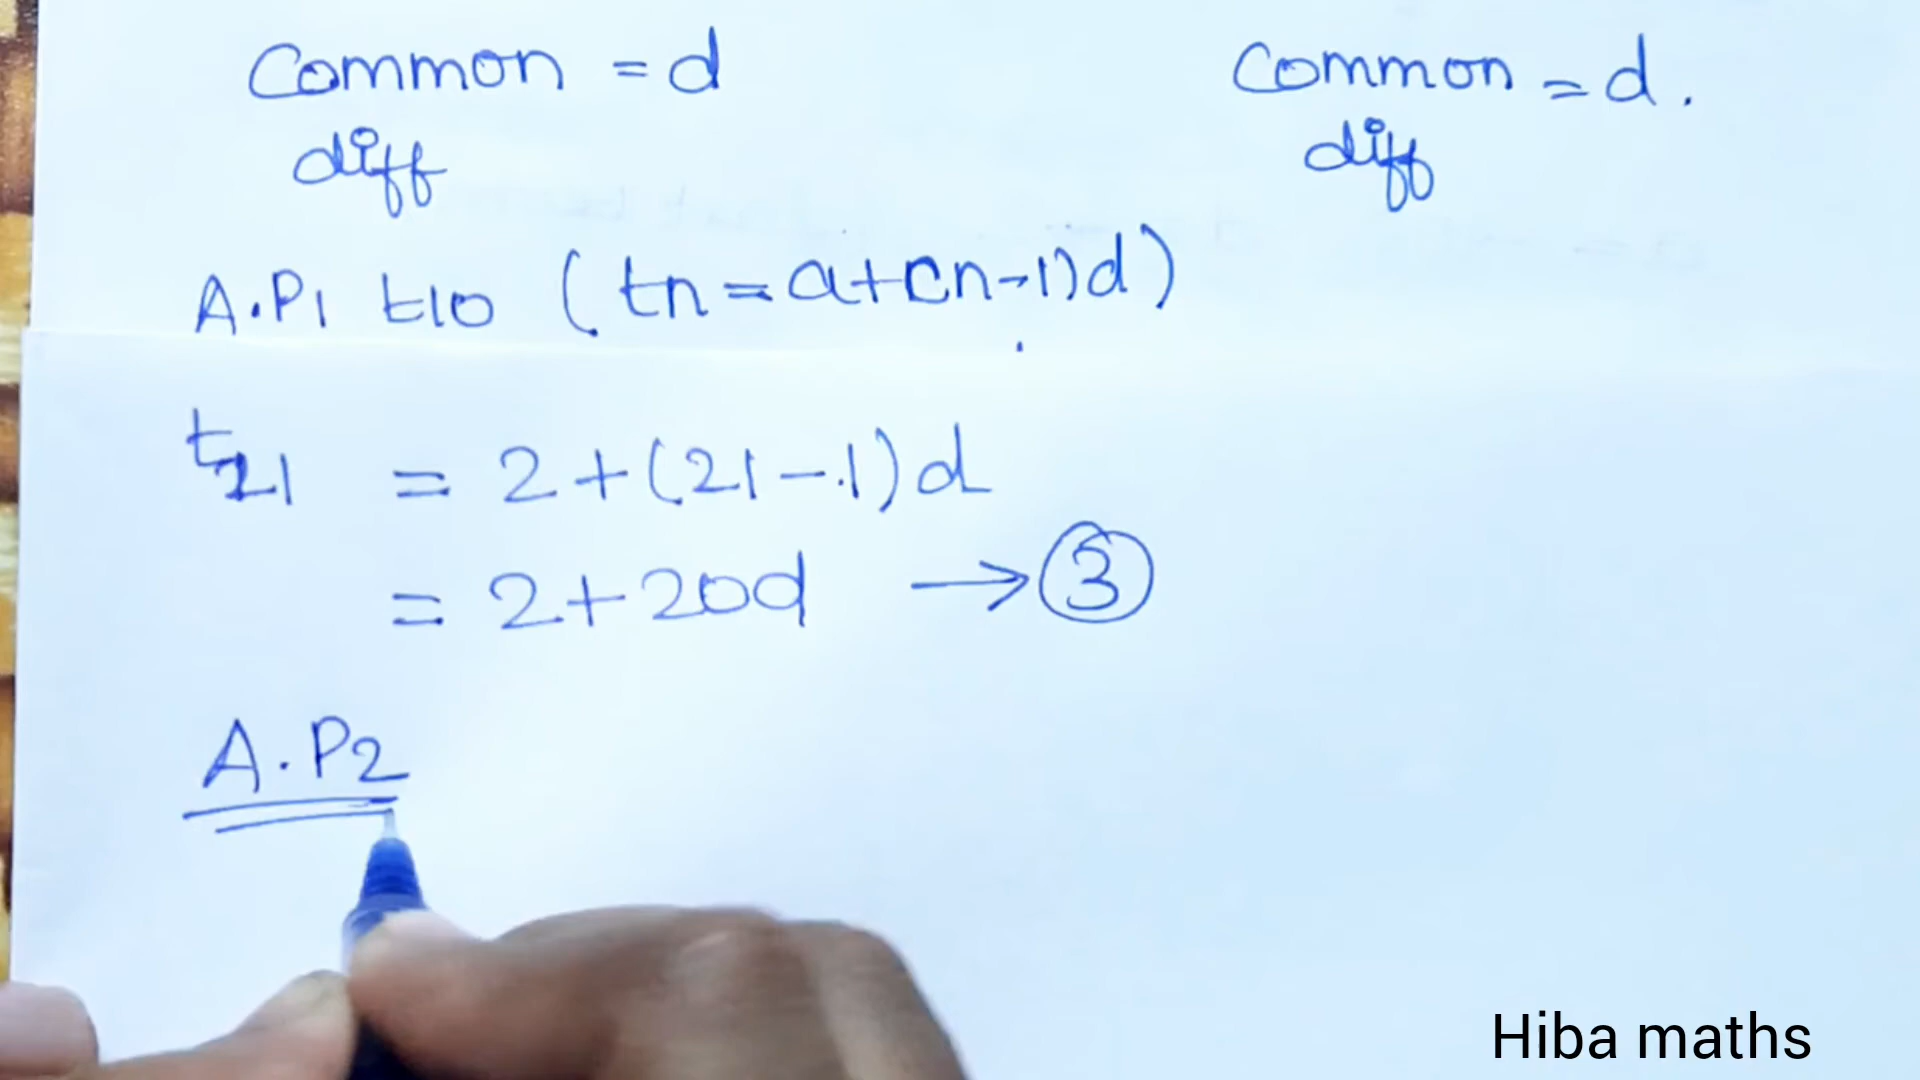 Common = d
diff
Common = d.
diff
A.P1 t10 (tn = a+(n-1)d)
t21 = 2+(21-1)d
= 2+20d → 3
A.P2
Hiba maths